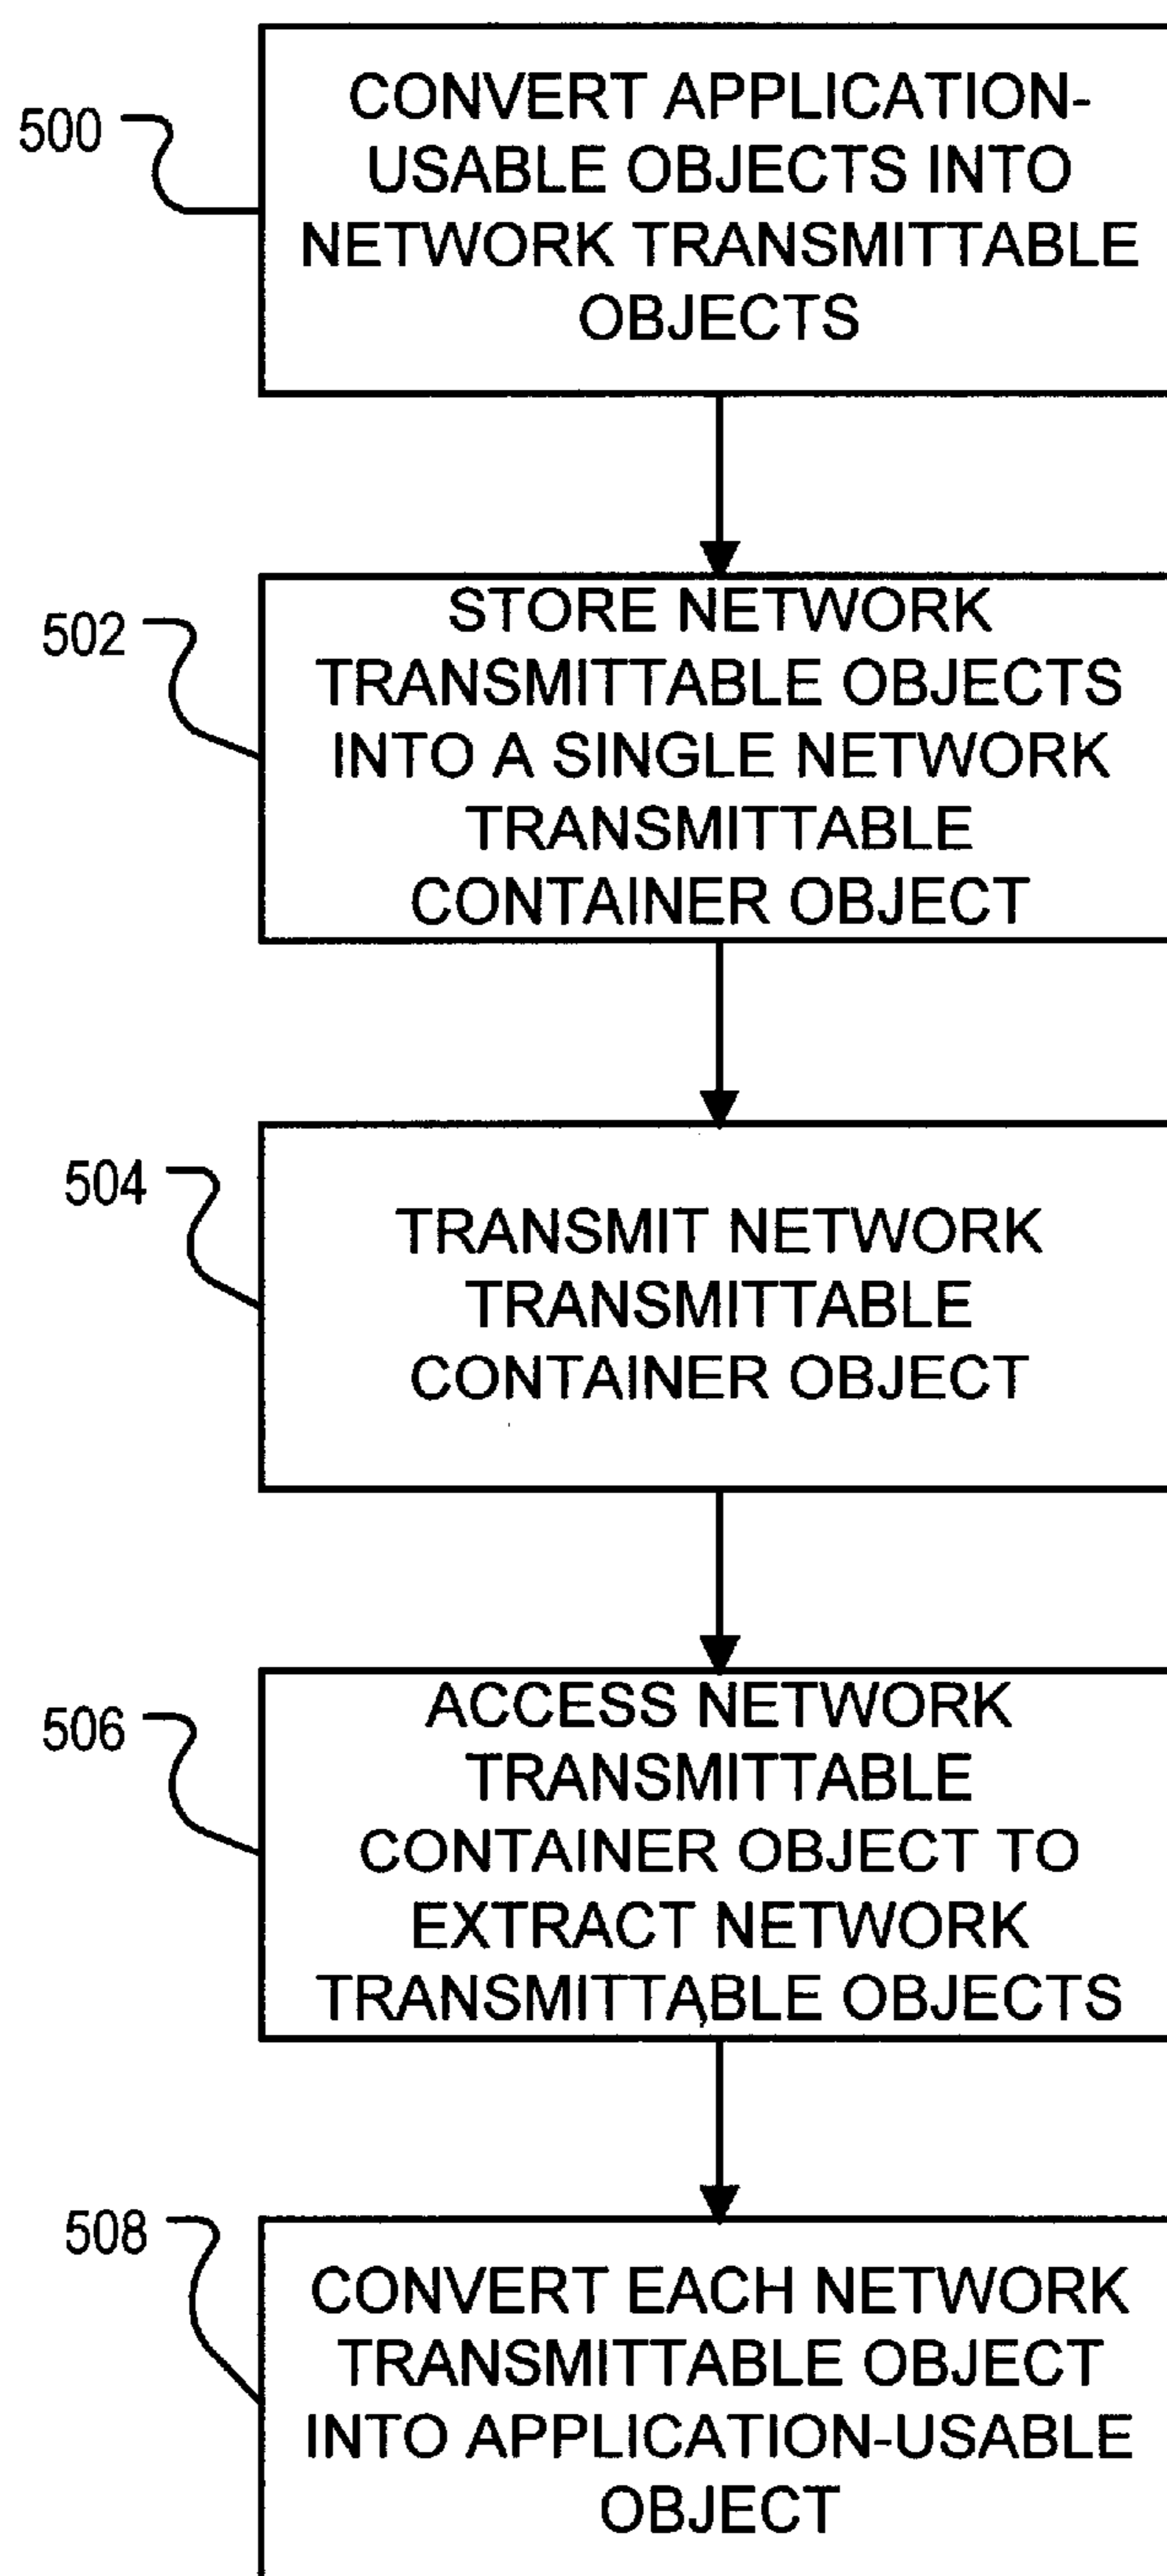 500
CONVERT APPLICATION-
USABLE OBJECTS INTO
NETWORK TRANSMITTABLE
OBJECTS
502
STORE NETWORK
TRANSMITTABLE OBJECTS
INTO A SINGLE NETWORK
TRANSMITTABLE
CONTAINER OBJECT
504
TRANSMIT NETWORK
TRANSMITTABLE
CONTAINER OBJECT
506
ACCESS NETWORK
TRANSMITTABLE
CONTAINER OBJECT TO
EXTRACT NETWORK
TRANSMITTABLE OBJECTS
508
CONVERT EACH NETWORK
TRANSMITTABLE OBJECT
INTO APPLICATION-USABLE
OBJECT